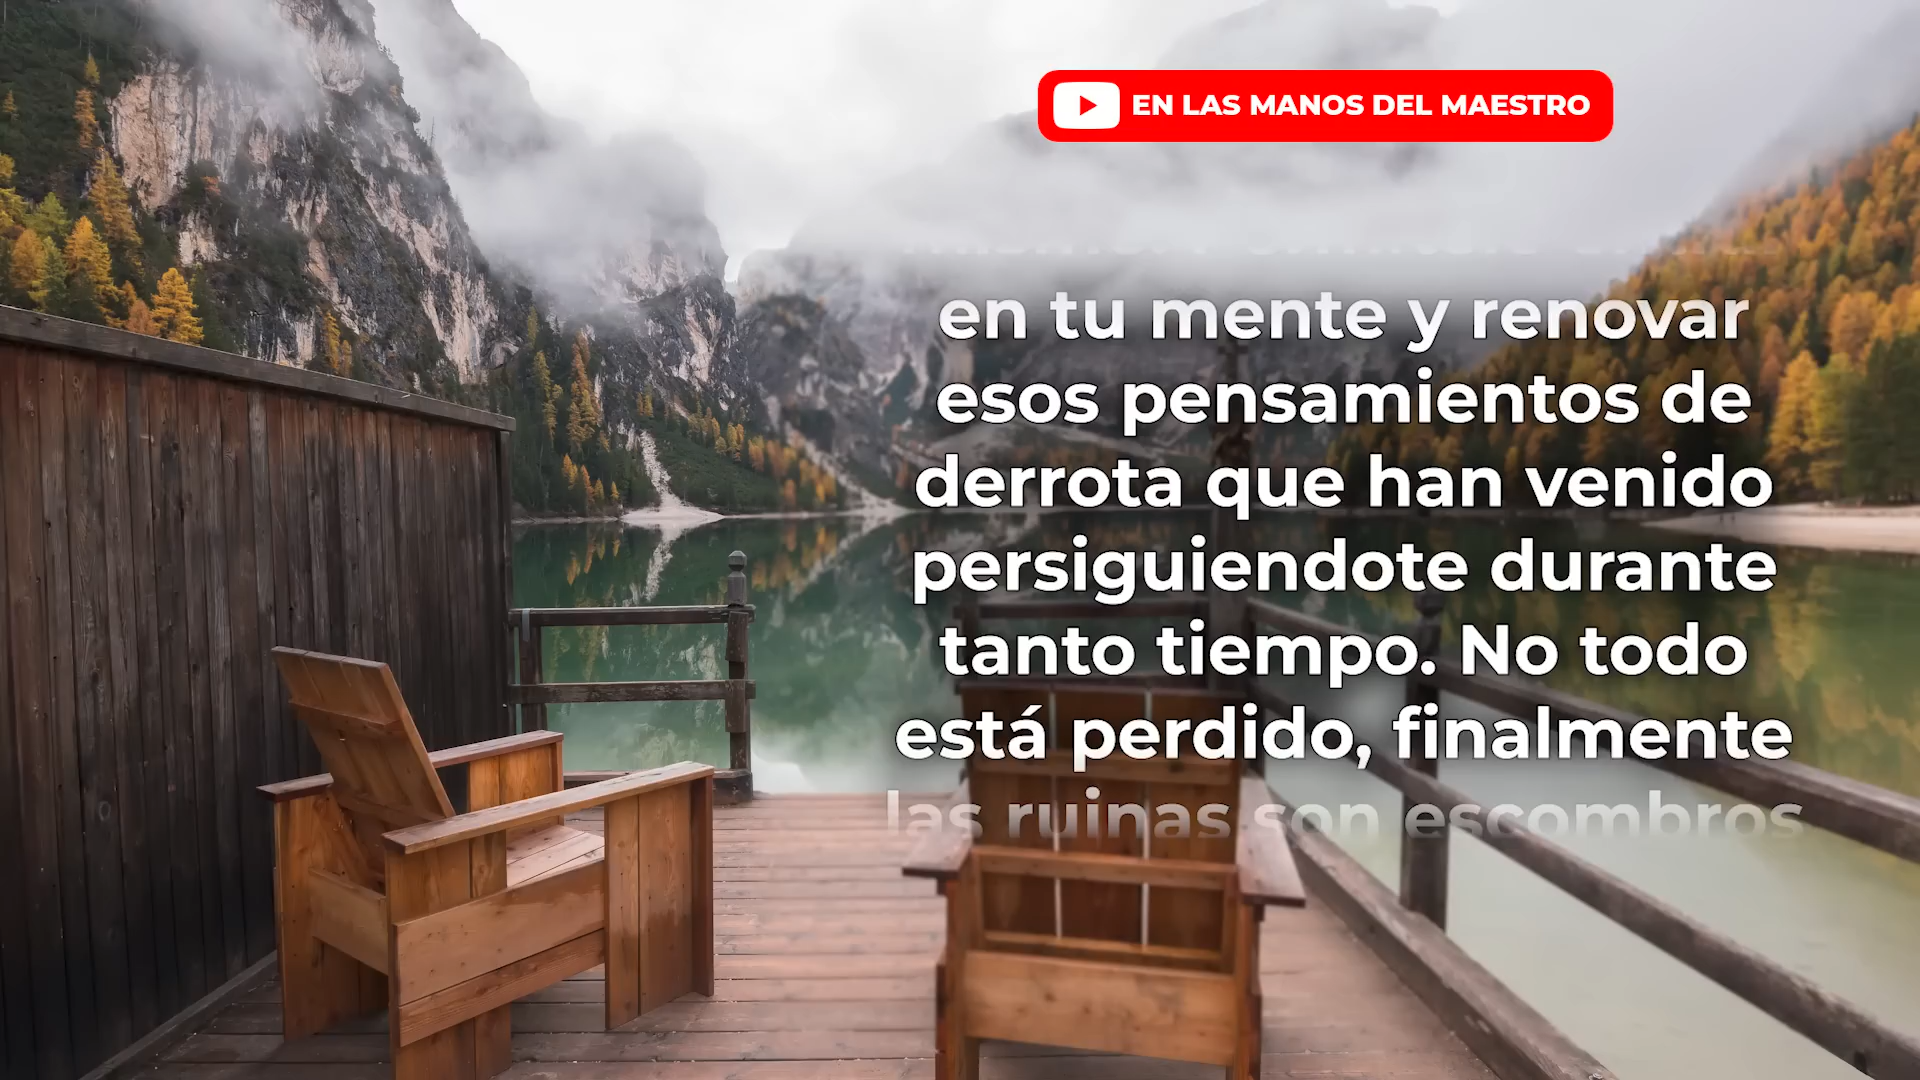 EN LAS MANOS DEL MAESTRO
en tu mente y renovar
esos pensamientos de
derrota que han venido
persiguiendote durante
tanto tiempo. No todo
está perdido, finalmente
las ruinas son escombros